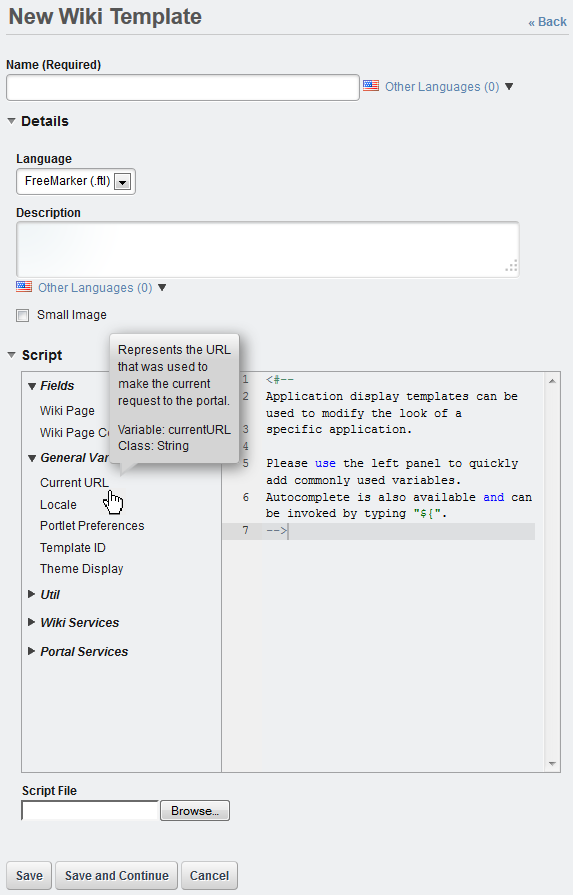 New Wiki Template
« Back
Name (Required)
Other Languages (0)
Details
Language
FreeMarker (.ftl)
Description
Other Languages (0)
Small Image
Script
Represents the URL
that was used to
make the current
request to the portal.
Variable: currentURL
Class: String
Fields
Wiki Page
Wiki Page Co
General Var
Current URL
Locale
Portlet Preferences
Template ID
Theme Display
Util
Wiki Services
Portal Services
1 <#--
2 Application display templates can be
used to modify the look of a
3 specific application.
4
5 Please use the left panel to quickly
add commonly used variables.
6 Autocomplete is also available and can
be invoked by typing "${".
7 -->
Script File
Browse...
Save
Save and Continue
Cancel